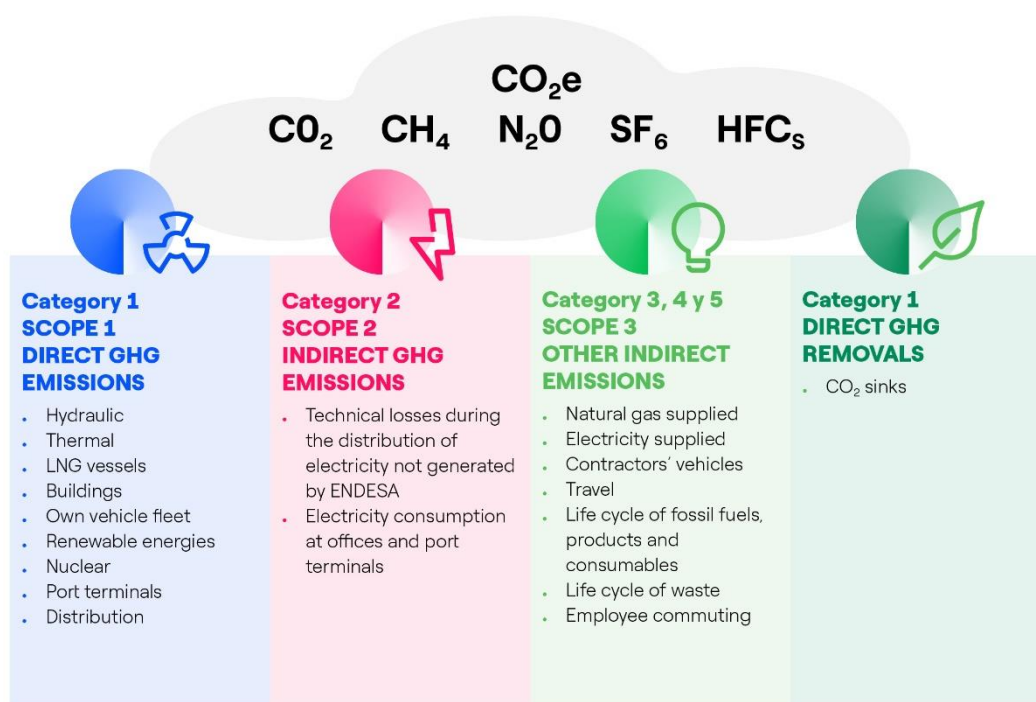 CO₂e
C0₂ CH₄ N₂0 SF₆ HFCs
Category 1
SCOPE 1
DIRECT GHG
EMISSIONS
• Hydraulic
• Thermal
• LNG vessels
• Buildings
• Own vehicle fleet
• Renewable energies
• Nuclear
• Port terminals
• Distribution
Category 2
SCOPE 2
INDIRECT GHG
EMISSIONS
• Technical losses during
the distribution of
electricity not generated
by ENDESA
• Electricity consumption
at offices and port
terminals
Category 3, 4 y 5
SCOPE 3
OTHER INDIRECT
EMISSIONS
• Natural gas supplied
• Electricity supplied
• Contractors´ vehicles
• Travel
• Life cycle of fossil fuels,
products and
consumables
• Life cycle of waste
• Employee commuting
Category 1
DIRECT GHG
REMOVALS
• CO₂ sinks